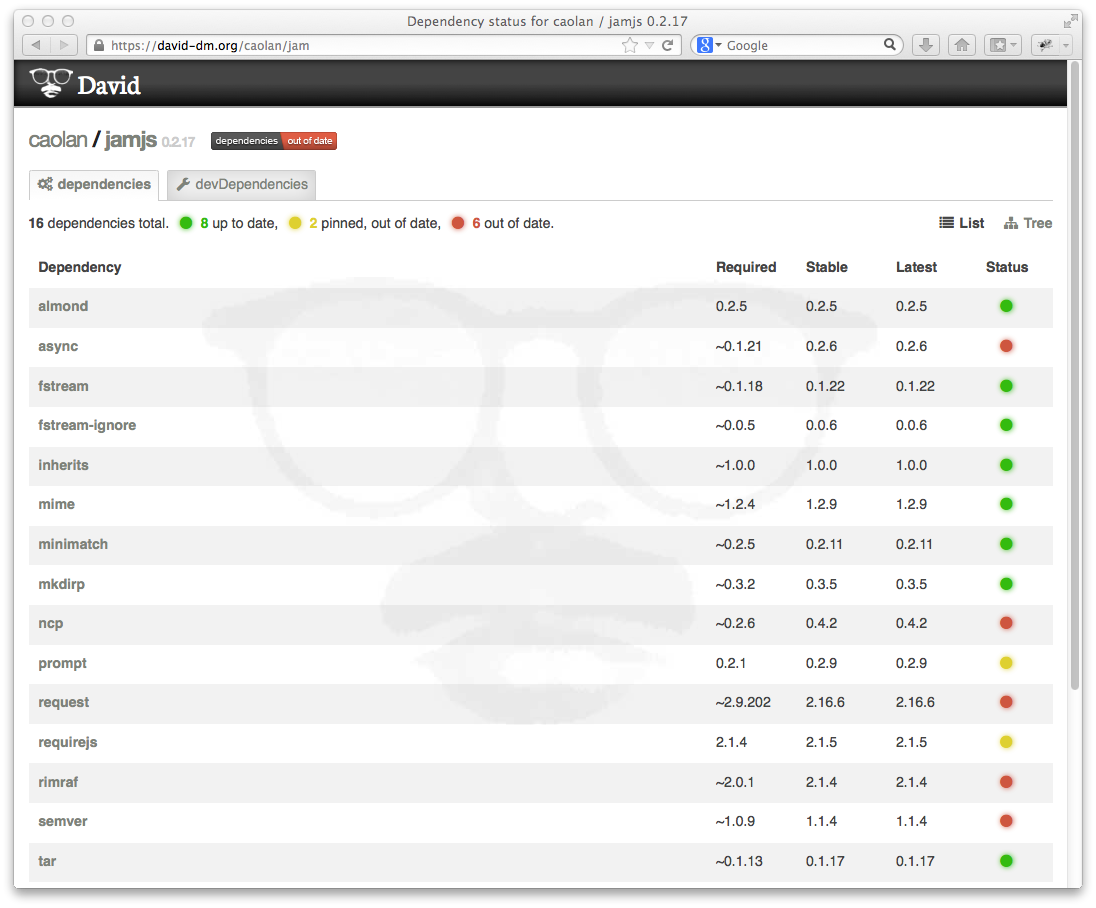 Dependency status for caolan / jamjs 0.2.17
https://david-dm.org/caolan/jam
8 Google
David
caolan / jamjs 0.2.17 dependencies out of date
dependencies devDependencies
16 dependencies total. 8 up to date, 2 pinned, out of date, 6 out of date. List Tree
Dependency Required Stable Latest Status
almond 0.2.5 0.2.5 0.2.5
async ~0.1.21 0.2.6 0.2.6
fstream ~0.1.18 0.1.22 0.1.22
fstream-ignore ~0.0.5 0.0.6 0.0.6
inherits ~1.0.0 1.0.0 1.0.0
mime ~1.2.4 1.2.9 1.2.9
minimatch ~0.2.5 0.2.11 0.2.11
mkdirp ~0.3.2 0.3.5 0.3.5
ncp ~0.2.6 0.4.2 0.4.2
prompt 0.2.1 0.2.9 0.2.9
request ~2.9.202 2.16.6 2.16.6
requirejs 2.1.4 2.1.5 2.1.5
rimraf ~2.0.1 2.1.4 2.1.4
semver ~1.0.9 1.1.4 1.1.4
tar ~0.1.13 0.1.17 0.1.17